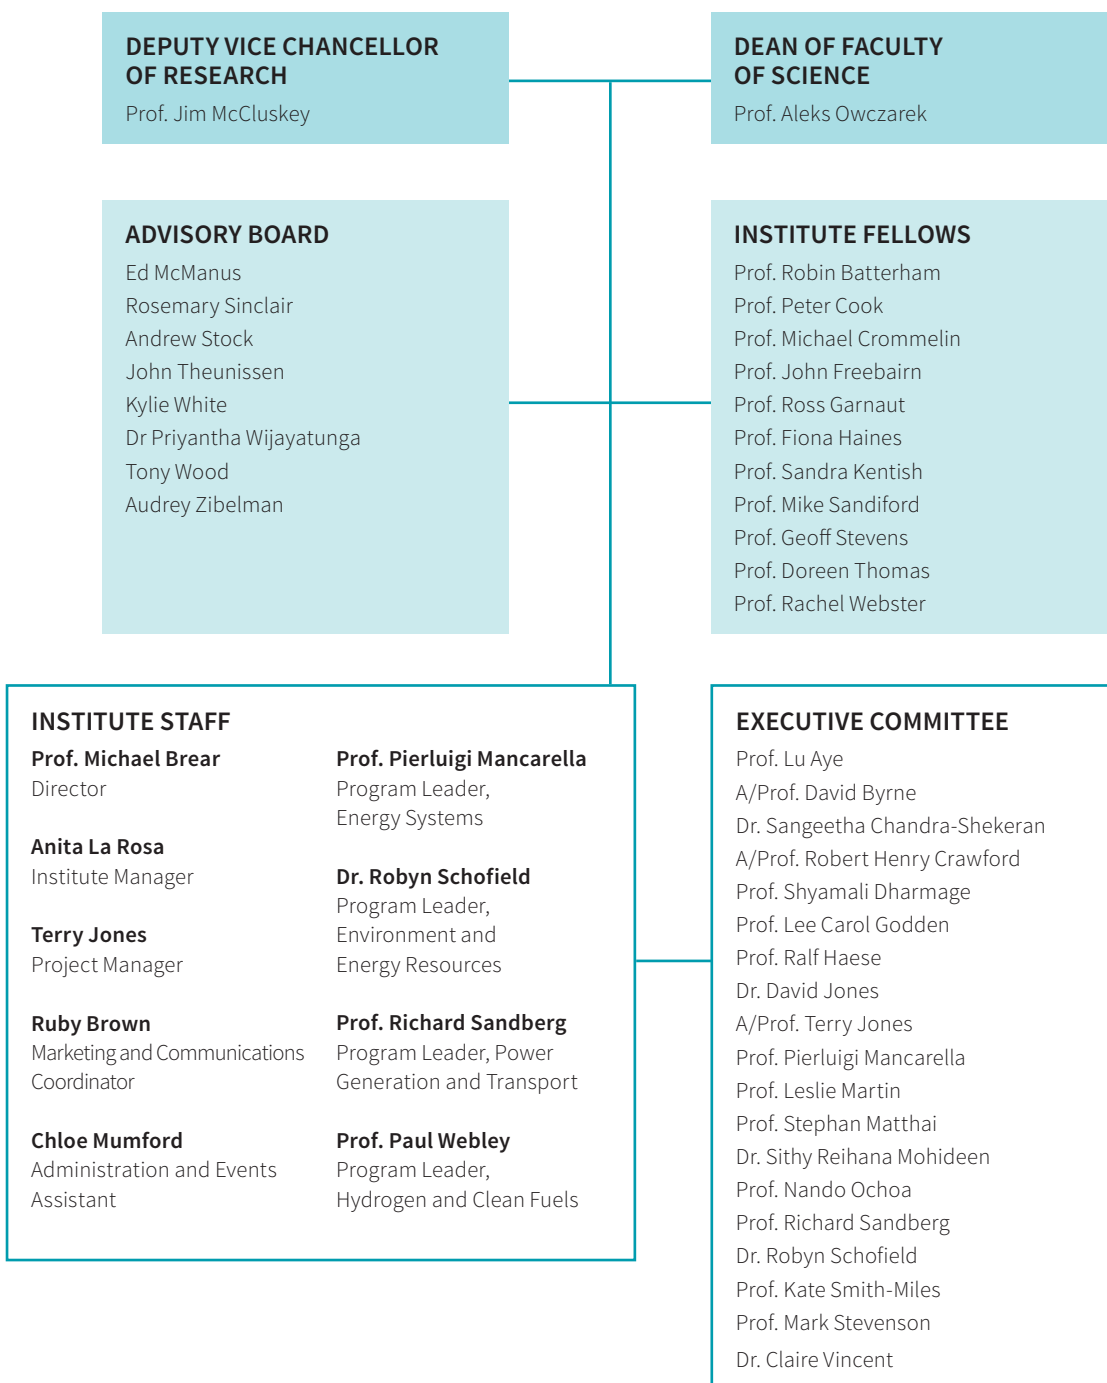 DEPUTY VICE CHANCELLOR
OF RESEARCH
Prof. Jim McCluskey
DEAN OF FACULTY
OF SCIENCE
Prof. Aleks Owczarek
ADVISORY BOARD
Ed McManus
Rosemary Sinclair
Andrew Stock
John Theunissen
Kylie White
Dr Priyantha Wijayatunga
Tony Wood
Audrey Zibelman
INSTITUTE FELLOWS
Prof. Robin Batterham
Prof. Peter Cook
Prof. Michael Crommelin
Prof. John Freebairn
Prof. Ross Garnaut
Prof. Fiona Haines
Prof. Sandra Kentish
Prof. Mike Sandiford
Prof. Geoff Stevens
Prof. Doreen Thomas
Prof. Rachel Webster
INSTITUTE STAFF
Prof. Michael Brear
Director
Anita La Rosa
Institute Manager
Terry Jones
Project Manager
Ruby Brown
Marketing and Communications
Coordinator
Chloe Mumford
Administration and Events
Assistant
Prof. Pierluigi Mancarella
Program Leader,
Energy Systems
Dr. Robyn Schofield
Program Leader,
Environment and
Energy Resources
Prof. Richard Sandberg
Program Leader, Power
Generation and Transport
Prof. Paul Webley
Program Leader,
Hydrogen and Clean Fuels
EXECUTIVE COMMITTEE
Prof. Lu Aye
A/Prof. David Byrne
Dr. Sangeetha Chandra-Shekeran
A/Prof. Robert Henry Crawford
Prof. Shyamali Dharmage
Prof. Lee Carol Godden
Prof. Ralf Haese
Dr. David Jones
A/Prof. Terry Jones
Prof. Pierluigi Mancarella
Prof. Leslie Martin
Prof. Stephan Matthai
Dr. Sithy Reihana Mohideen
Prof. Nando Ochoa
Prof. Richard Sandberg
Dr. Robyn Schofield
Prof. Kate Smith-Miles
Prof. Mark Stevenson
Dr. Claire Vincent